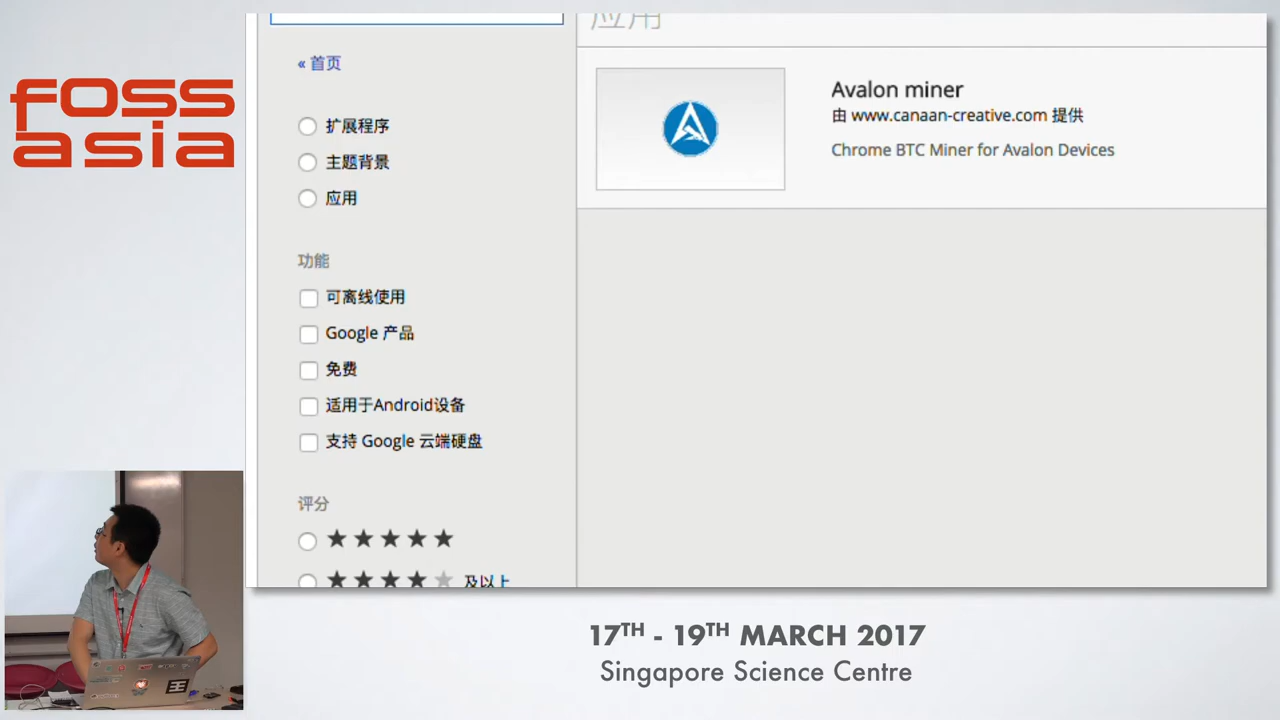 foss
asia
应用
« 首页
扩展程序
主题背景
应用
功能
可离线使用
Google 产品
免费
适用于Android设备
支持 Google 云端硬盘
评分
★★★★★
★★★★★ 及以上
Avalon miner
由 www.canaan-creative.com 提供
Chrome BTC Miner for Avalon Devices
17TH - 19TH MARCH 2017
Singapore Science Centre